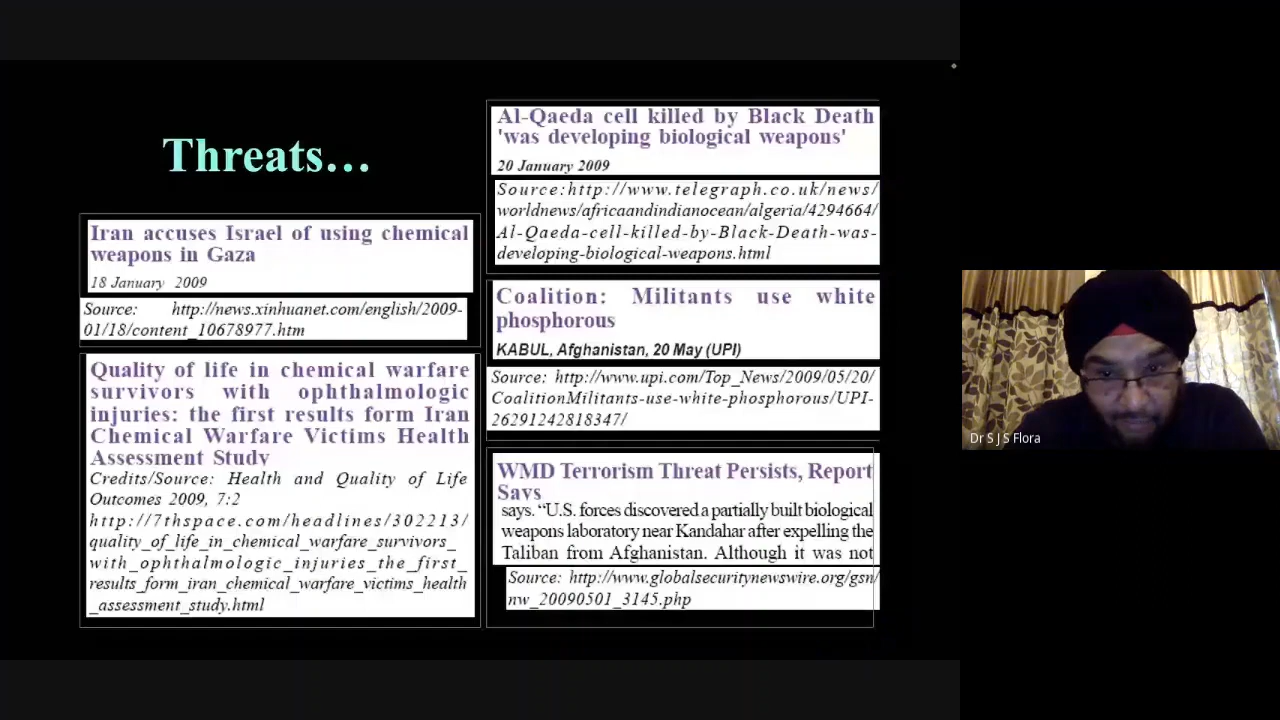 Threats…
Iran accuses Israel of using chemical
weapons in Gaza
18 January 2009
Source: http://news.xinhuanet.com/english/2009-
01/18/content_10678977.htm
Quality of life in chemical warfare
survivors with ophthalmologic
injuries: the first results form Iran
Chemical Warfare Victims Health
Assessment Study
Credits/Source: Health and Quality of Life
Outcomes 2009, 7:2
http://7thspace.com/headlines/302213/
quality_of_life_in_chemical_warfare_survivors_
with_ophthalmologic_injuries_the_first_
results_form_iran_chemical_warfare_victims_health
_assessment_study.html
Al-Qaeda cell killed by Black Death
'was developing biological weapons'
20 January 2009
Source:http://www.telegraph.co.uk/news/
worldnews/africaandindianocean/algeria/4294664/
Al-Qaeda-cell-killed-by-Black-Death-was-
developing-biological-weapons.html
Coalition: Militants use white
phosphorous
KABUL, Afghanistan, 20 May (UPI)
Source: http://www.upi.com/Top_News/2009/05/20/
CoalitionMilitants-use-white-phosphorous/UPI-
26291242818347/
WMD Terrorism Threat Persists, Report
Says
says. “U.S. forces discovered a partially built biological
weapons laboratory near Kandahar after expelling the
Taliban from Afghanistan. Although it was not
Source: http://www.globalsecuritynewswire.org/gsn/
nw_20090501_3145.php
Dr S J S Flora